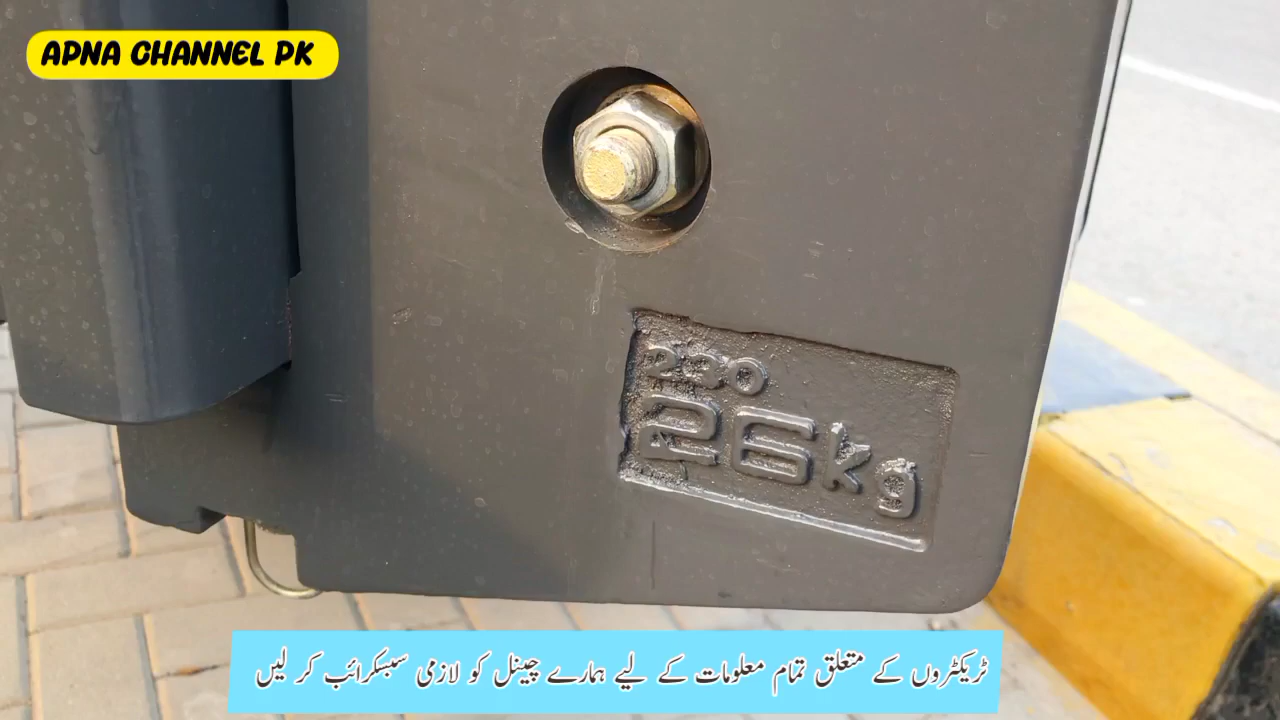 APNA CHANNEL PK
230
26kg
ٹریکٹروں کے متعلق تمام معلومات کے لیے ہمارے چینل کو لازمی سبسکرائب کر لیں